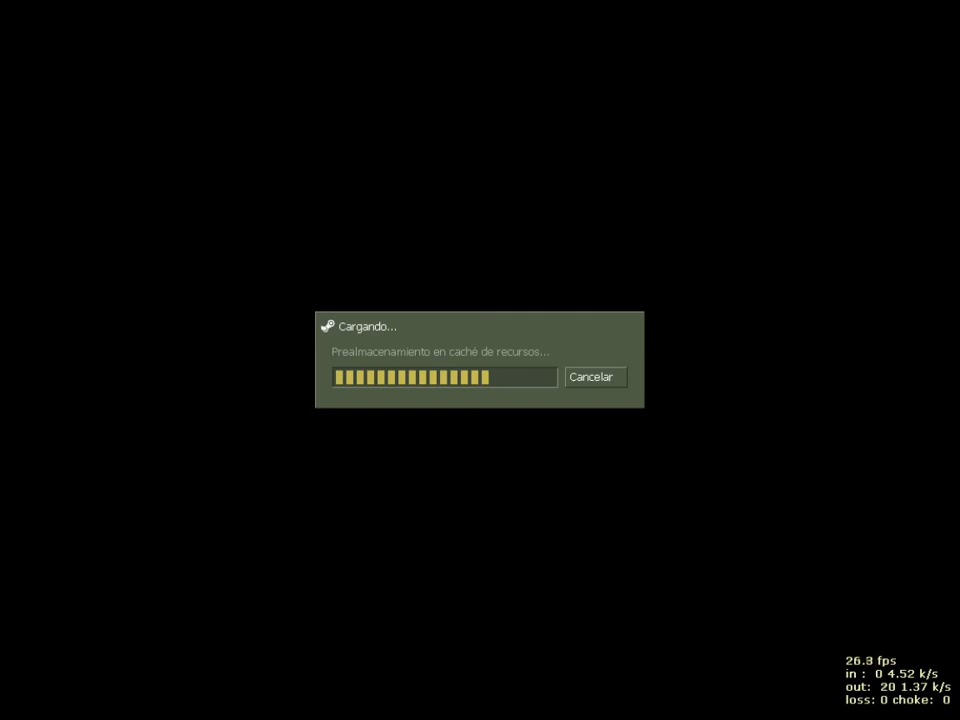 Cargando...
Prealmacenamiento en caché de recursos...
Cancelar
26.3 fps
in :  0 4.52 k/s
out:  20 1.37 k/s
loss: 0 choke:  0